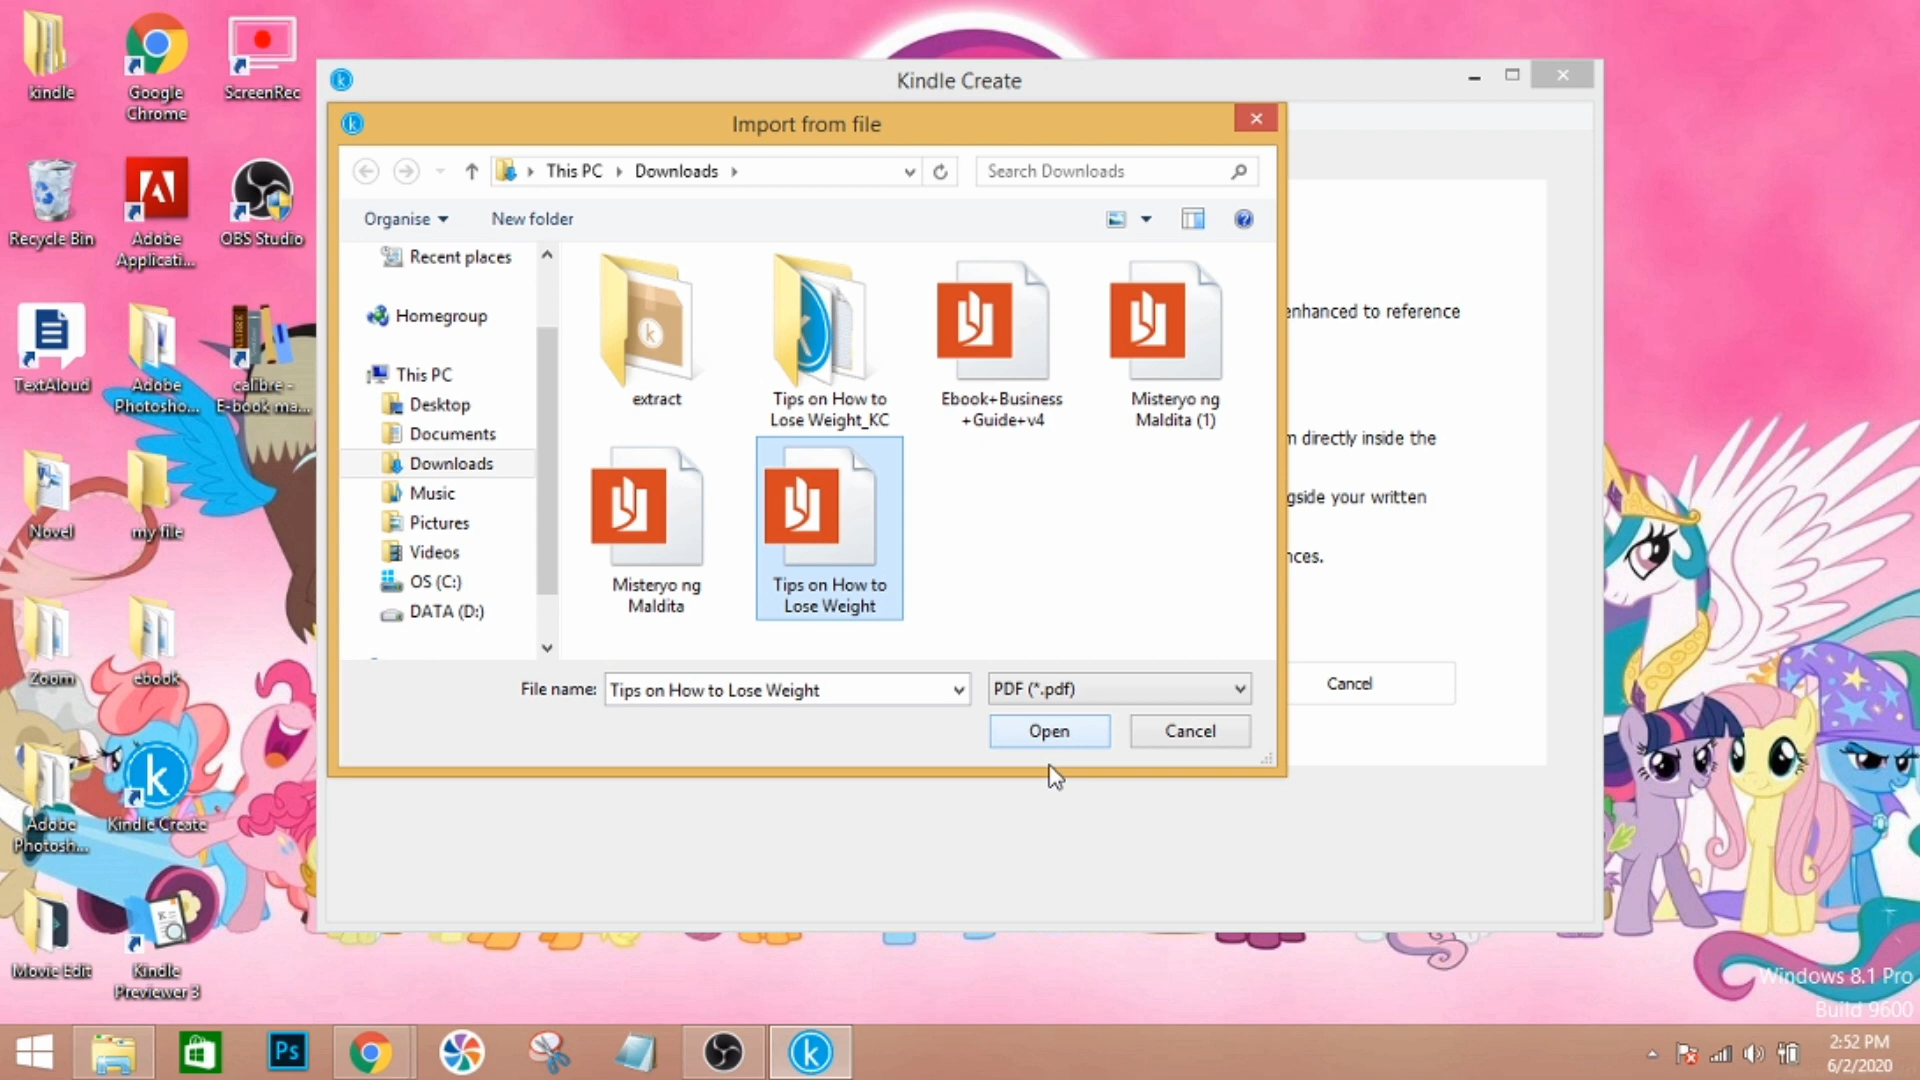 kindle
Google
Chrome
ScreenRec
Recycle Bin
Adobe
Applicati...
OBS Studio
TextAloud
Adobe
Photosho...
calibre -
E-book ma...
Novel
my file
Zoom
ebook
Adobe
Photosh...
Kindle Create
Movie Edit
Kindle
Previewer 3
Kindle Create
Import from file
This PC
Downloads
Search Downloads
Organise
New folder
Recent places
Homegroup
This PC
Desktop
Documents
Downloads
Music
Pictures
Videos
OS (C:)
DATA (D:)
extract
Tips on How to
Lose Weight_KC
Ebook+Business
+Guide+v4
Misteryo ng
Maldita (1)
Misteryo ng
Maldita
Tips on How to
Lose Weight
File name:
Tips on How to Lose Weight
PDF (*.pdf)
Open
Cancel
enhanced to reference
directly inside the
your written
Cancel
Windows 8.1 Pro
Build 9600
Ps
2:52 PM
6/2/2020